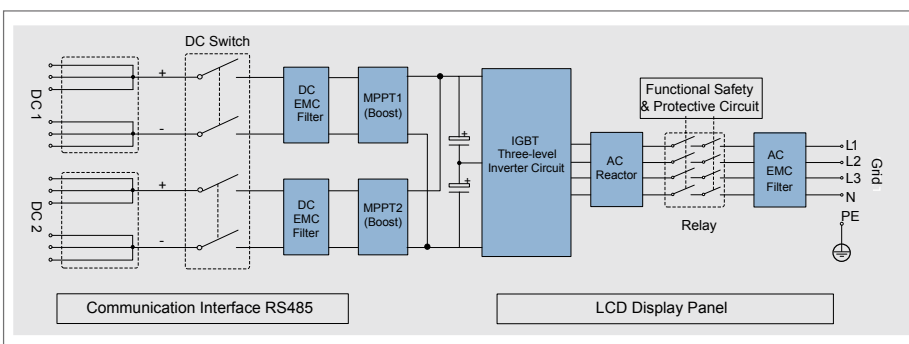 DC Switch
DC 1
+
-
DC 2
+
-
DC
EMC
Filter
MPPT1
(Boost)
DC
EMC
Filter
MPPT2
(Boost)
+
+
IGBT
Three-level
Inverter Circuit
AC
Reactor
Functional Safety
& Protective Circuit
Relay
AC
EMC
Filter
L1
L2
L3
N
PE
Grid
Communication Interface RS485
LCD Display Panel